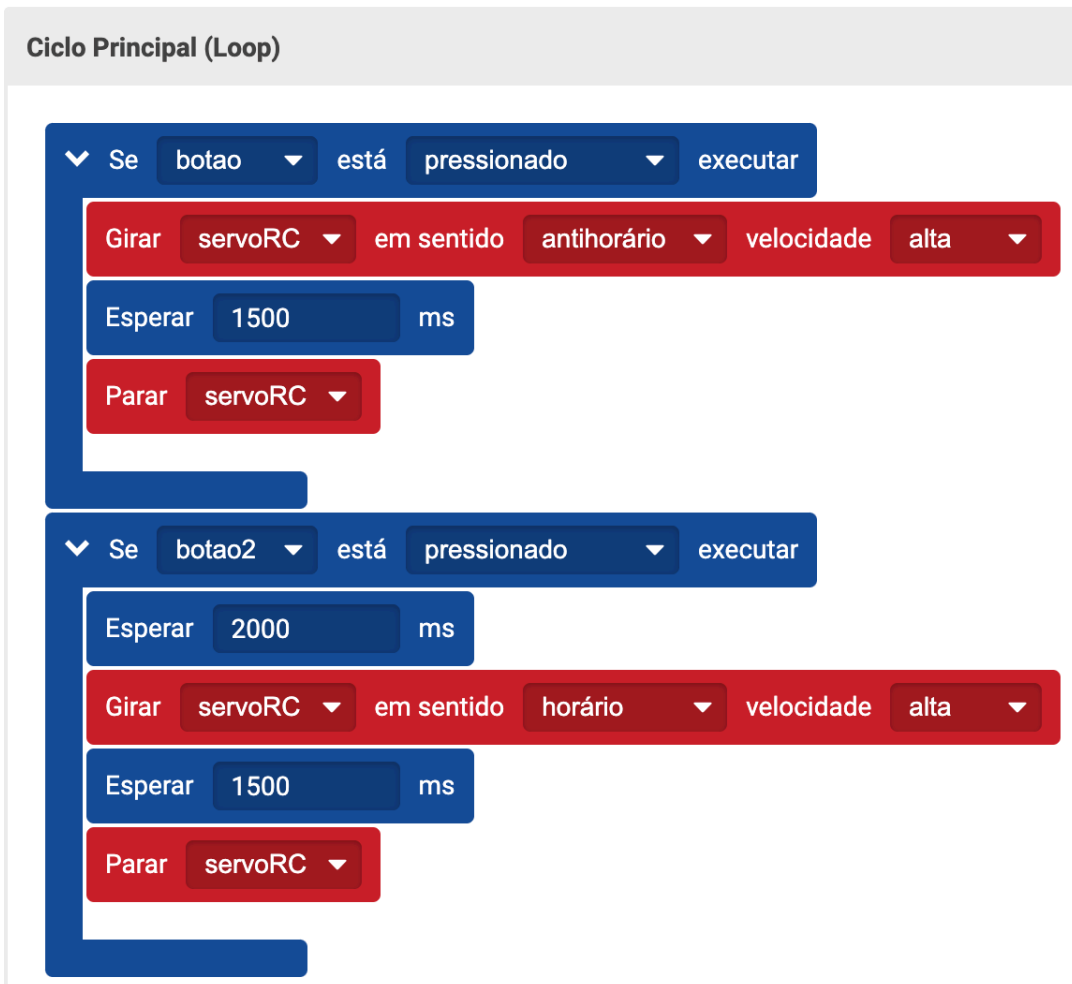 Ciclo Principal (Loop)
Se botao está pressionado executar
Girar servoRC em sentido antihorário velocidade alta
Esperar 1500 ms
Parar servoRC
Se botao2 está pressionado executar
Esperar 2000 ms
Girar servoRC em sentido horário velocidade alta
Esperar 1500 ms
Parar servoRC